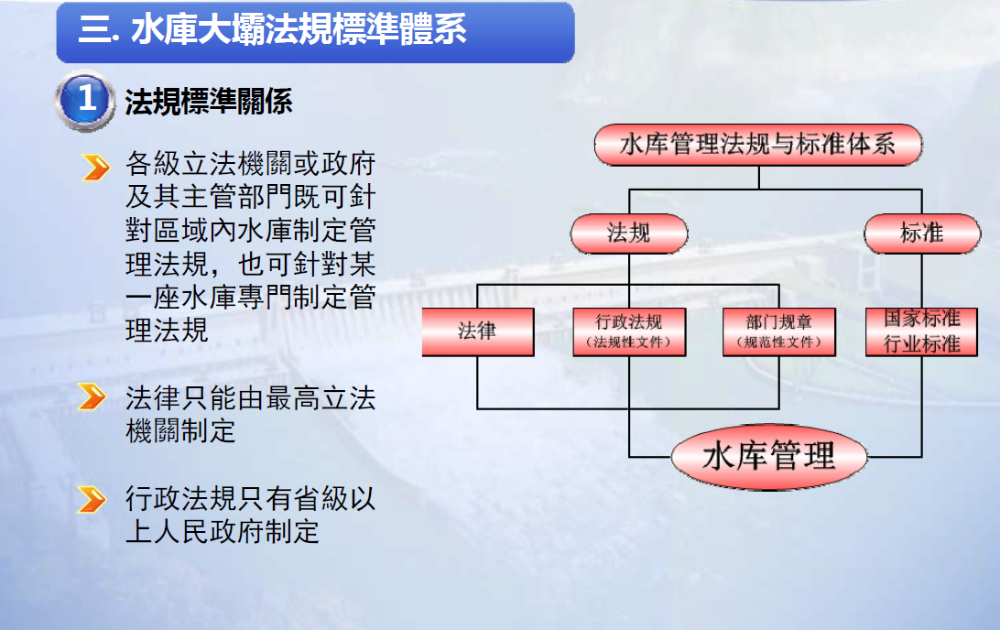 三. 水庫大壩法規標準體系
1 法規標準關係
各級立法機關或政府
及其主管部門既可針
對區域內水庫制定管
理法規，也可針對某
一座水庫專門制定管
理法規
法律只能由最高立法
機關制定
行政法規只有省級以
上人民政府制定
水库管理法规与标准体系
法规
标准
法律
行政法规
（法规性文件）
部门规章
（规范性文件）
国家标准
行业标准
水库管理